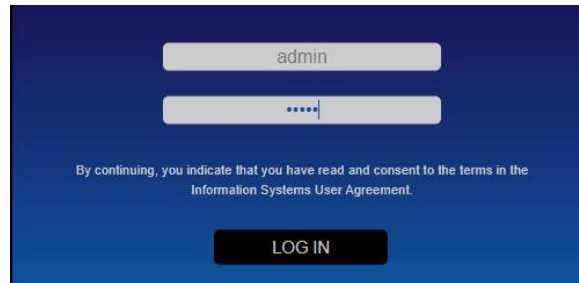 admin
•••••
By continuing, you indicate that you have read and consent to the terms in the
Information Systems User Agreement.
LOG IN